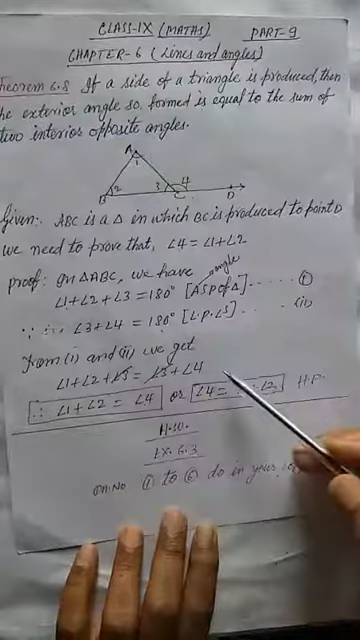 CLASS-IX (MATHS) PART-9
CHAPTER-6 (Lines and angles)
Theorem 6.8 If a side of a triangle is produced, then
the exterior angle so formed is equal to the sum of
two interior opposite angles.
A
1
B 2 3 4 C D
Given:- ABC is a Δ in which BC is produced to point D
we need to prove that, ∠4 = ∠1+∠2
angle
proof: On ΔABC, we have
∠1+∠2+∠3 = 180° [ASP of Δ] ..... (i)
∠3+∠4 = 180° [L.P.∠S] .. (ii)
From (i) and (ii) we get
∠1+∠2+∠3 = ∠3+∠4
∴ ∠1+∠2 = ∠4 or ∠4 = ∠2 H.P.
H.W.
EX. 6.3
Qn.No (1) to (6) do in your